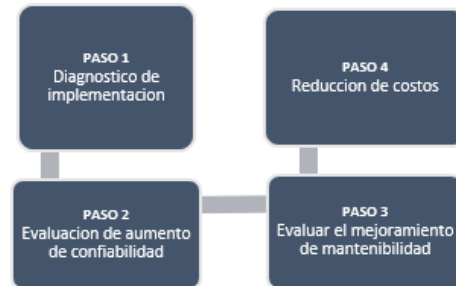 PASO 1
Diagnostico de
implementacion
PASO 2
Evaluacion de aumento
de confiabilidad
PASO 3
Evaluar el mejoramiento
de mantenibilidad
PASO 4
Reduccion de costos